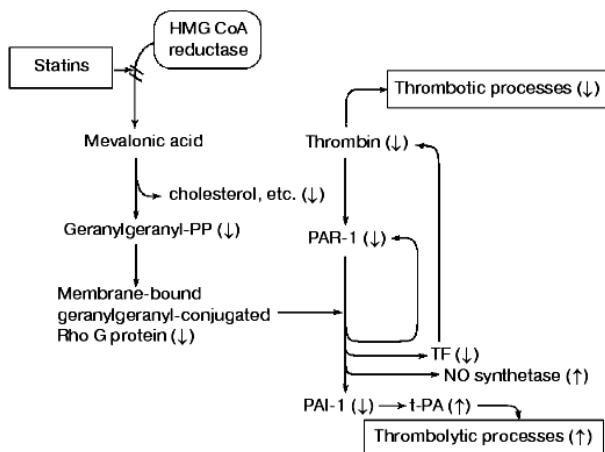 HMG CoA
reductase
Statins
Thrombotic processes (↓)
Mevalonic acid
Thrombin (↓)
cholesterol, etc. (↓)
Geranylgeranyl-PP (↓)
PAR-1 (↓)
Membrane-bound
geranylgeranyl-conjugated
Rho G protein (↓)
TF (↓)
NO synthetase (↑)
PAI-1 (↓) → t-PA (↑)
Thrombolytic processes (↑)